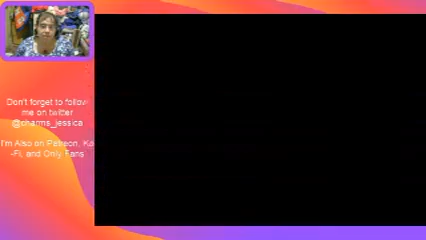 Don't forget to follow
me on twitter
@charms_jessica
I'm Also on Patreon, Ko
-Fi, and Only Fans